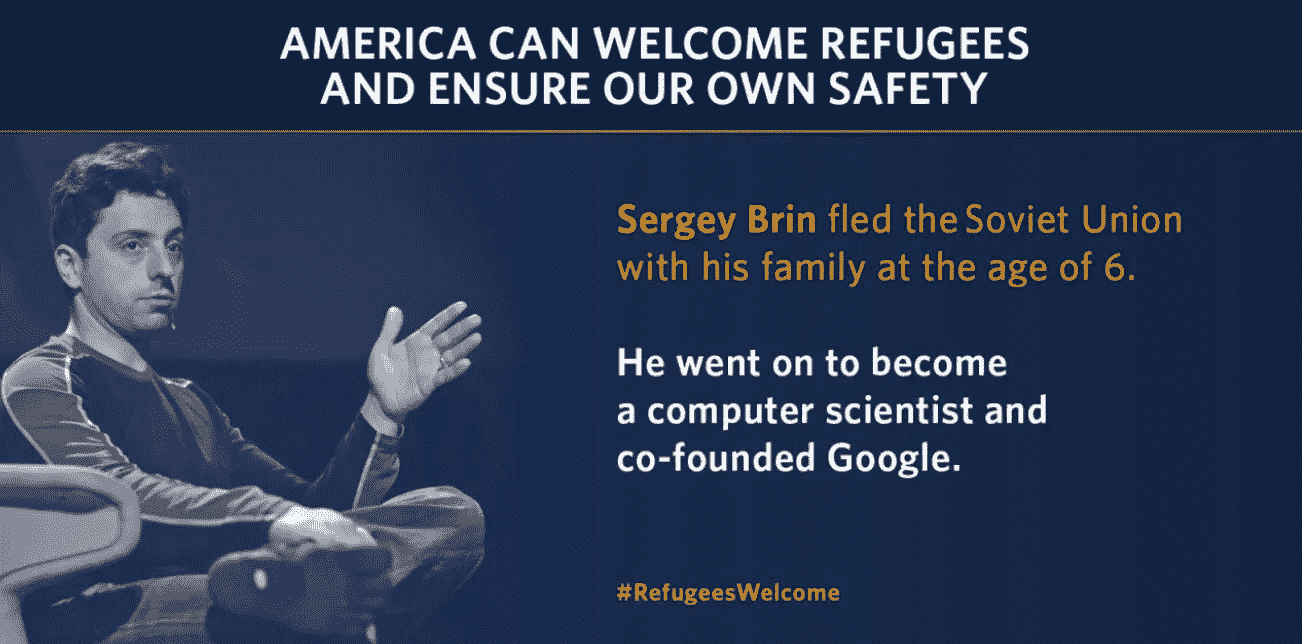 AMERICA CAN WELCOME REFUGEES
AND ENSURE OUR OWN SAFETY
Sergey Brin fled the Soviet Union
with his family at the age of 6.
He went on to become
a computer scientist and
co-founded Google.
#RefugeesWelcome